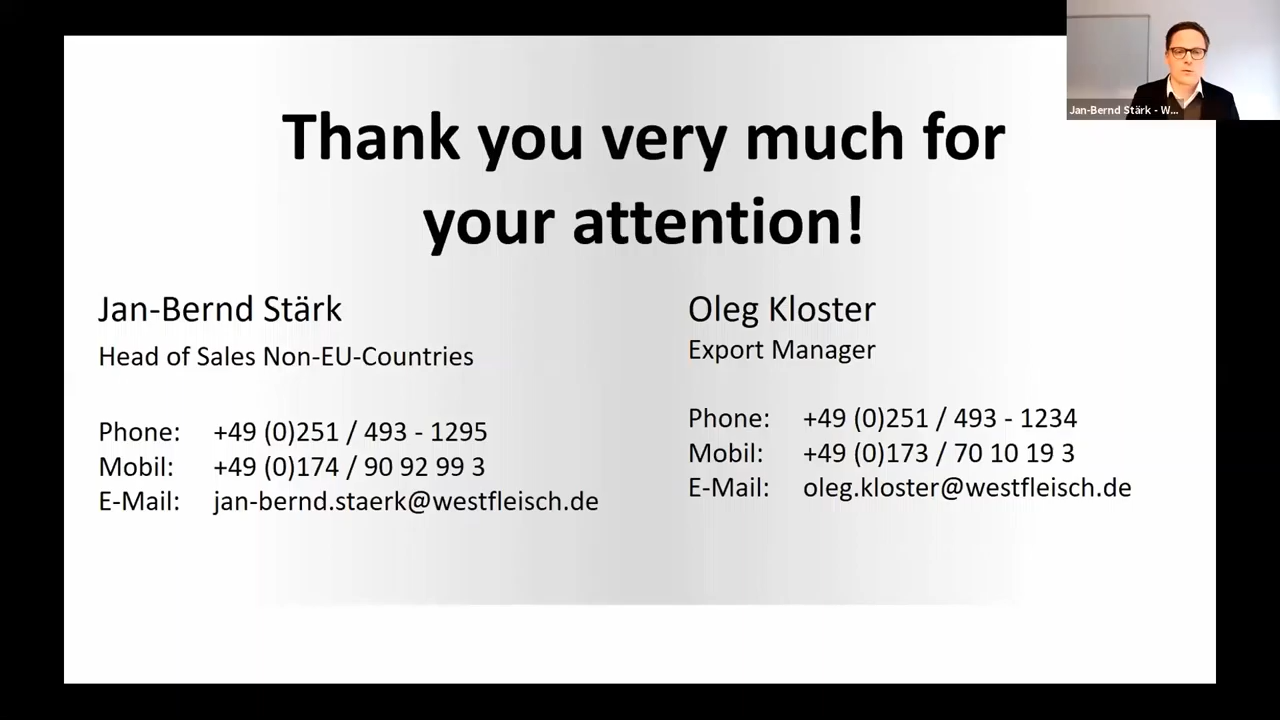 Jan-Bernd Stärk - W...
Thank you very much for
your attention!
Jan-Bernd Stärk
Head of Sales Non-EU-Countries
Phone: +49 (0)251 / 493 - 1295
Mobil: +49 (0)174 / 90 92 99 3
E-Mail: jan-bernd.staerk@westfleisch.de
Oleg Kloster
Export Manager
Phone: +49 (0)251 / 493 - 1234
Mobil: +49 (0)173 / 70 10 19 3
E-Mail: oleg.kloster@westfleisch.de